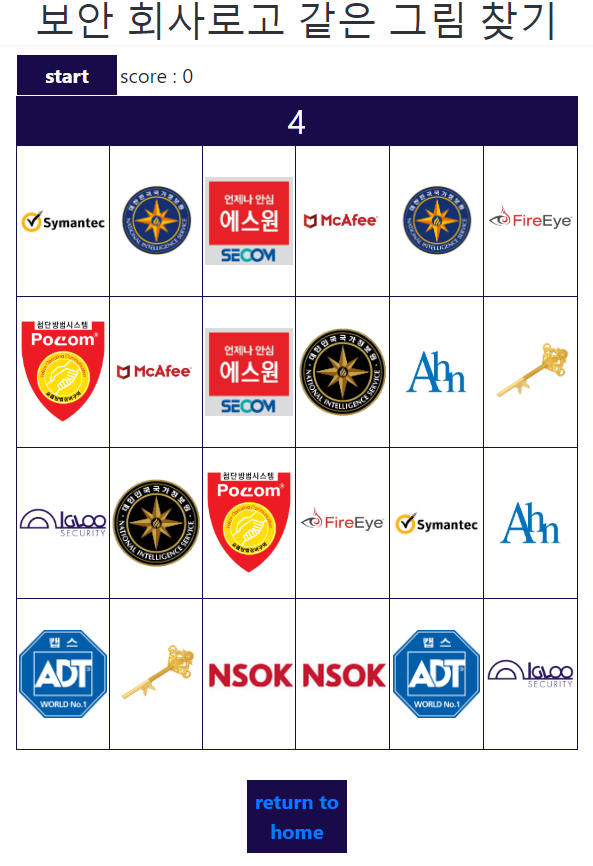 보안 회사로고 같은 그림 찾기
start score : 0
4
Symantec
대한민국국가정보원
NATIONAL INTELLIGENCE SERVICE
언제나 안심
에스원
SECOM
McAfee
대한민국국가정보원
NATIONAL INTELLIGENCE SERVICE
FireEye
첨단방범시스템
Pocom®
McAfee
언제나 안심
에스원
SECOM
대한민국국가정보원
NATIONAL INTELLIGENCE SERVICE
Ahn
IGLOO
SECURITY
대한민국국가정보원
NATIONAL INTELLIGENCE SERVICE
첨단방범시스템
Pocom®
FireEye
Symantec
Ahn
캡스
ADT
WORLD No.1
NSOK
NSOK
캡스
ADT
WORLD No.1
IGLOO
SECURITY
return to
home